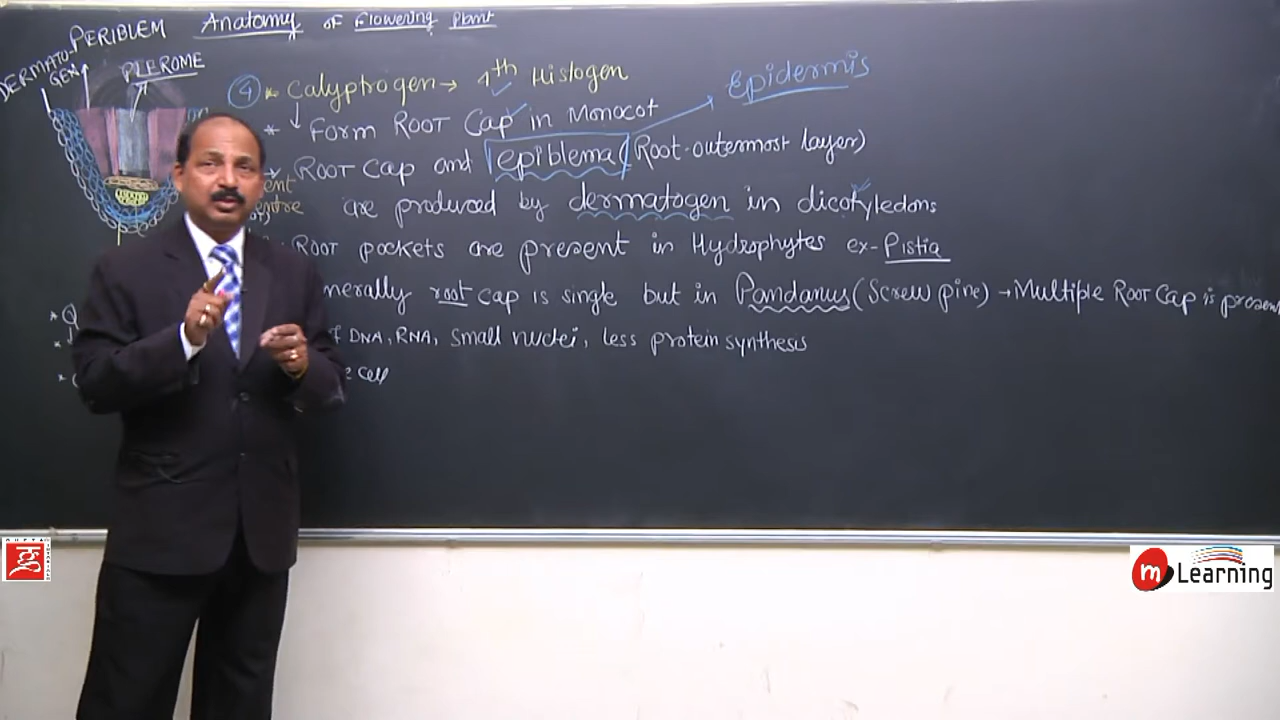 Anatomy of Flowering Plant
PERIBLEM
DERMATO-
GEN
PLEROME
④ * Calyptrogen → 4th Histogen
Epidermis
* Form ROOT Cap in Monocot
ROOT Cap and epiblema (Root-outermost layer)
are produced by dermatogen in dicotyledons
ROOT pockets are present in Hydrophytes ex- Pistia
root cap is single but in Pandanus (Screw pine) → Multiple ROOT Cap is present
DNA, RNA, small nuclei, less protein synthesis
Cell
m Learning